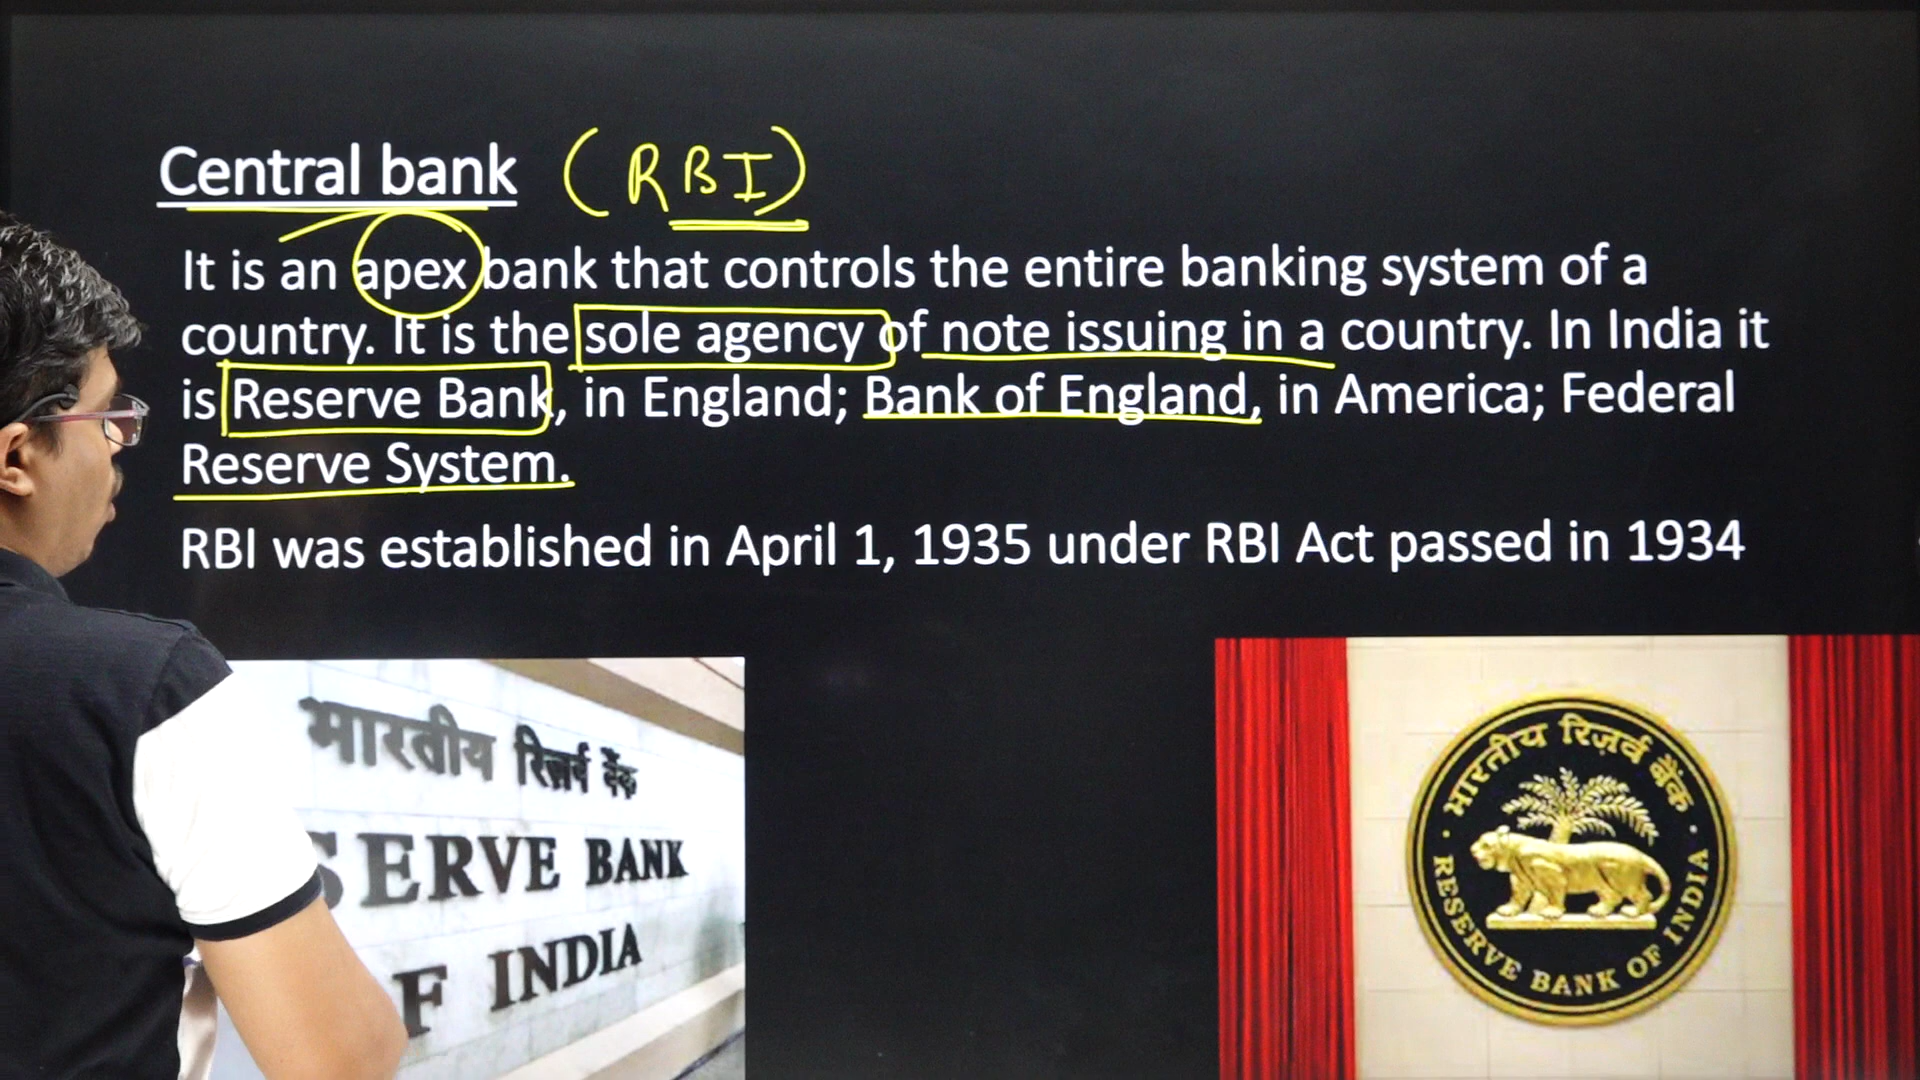 Central bank (RBI)
It is an apex bank that controls the entire banking system of a
country. It is the sole agency of note issuing in a country. In India it
is Reserve Bank, in England; Bank of England, in America; Federal
Reserve System.
RBI was established in April 1, 1935 under RBI Act passed in 1934
भारतीय रिज़र्व बैंक
SERVE BANK
F INDIA
भारतीय रिज़र्व बैंक
RESERVE BANK OF INDIA